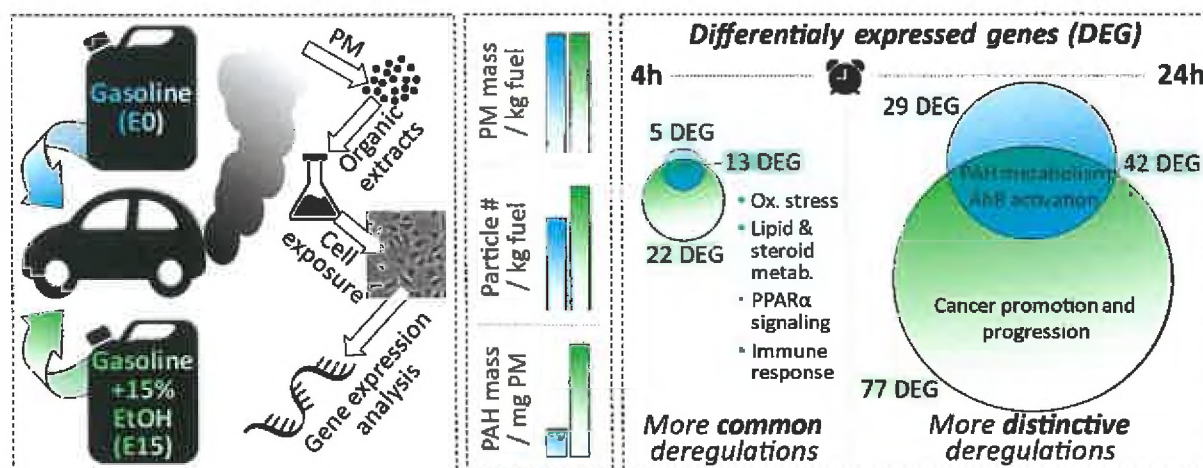 Gasoline
(E0)
Gasoline
+15%
EtOH
(E15)
PM
Organic
extracts
Cell
exposure
Gene expression
analysis
PM mass
/ kg fuel
Particle #
/ kg fuel
PAH mass
/ mg PM
Differentialy expressed genes (DEG)
4h
24h
5 DEG
13 DEG
22 DEG
• Ox. stress
• Lipid &
steroid
metab.
• PPARα
signaling
• Immune
response
More common
deregulations
29 DEG
42 DEG
PAH metabolism
AhR activation
Cancer promotion and
progression
77 DEG
More distinctive
deregulations